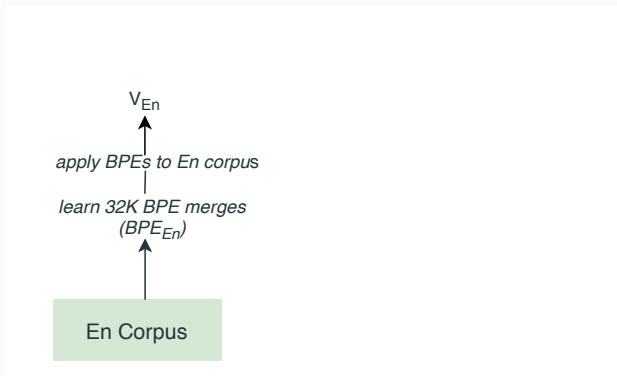 V_En
apply BPEs to En corpus
learn 32K BPE merges
(BPE_En)
En Corpus